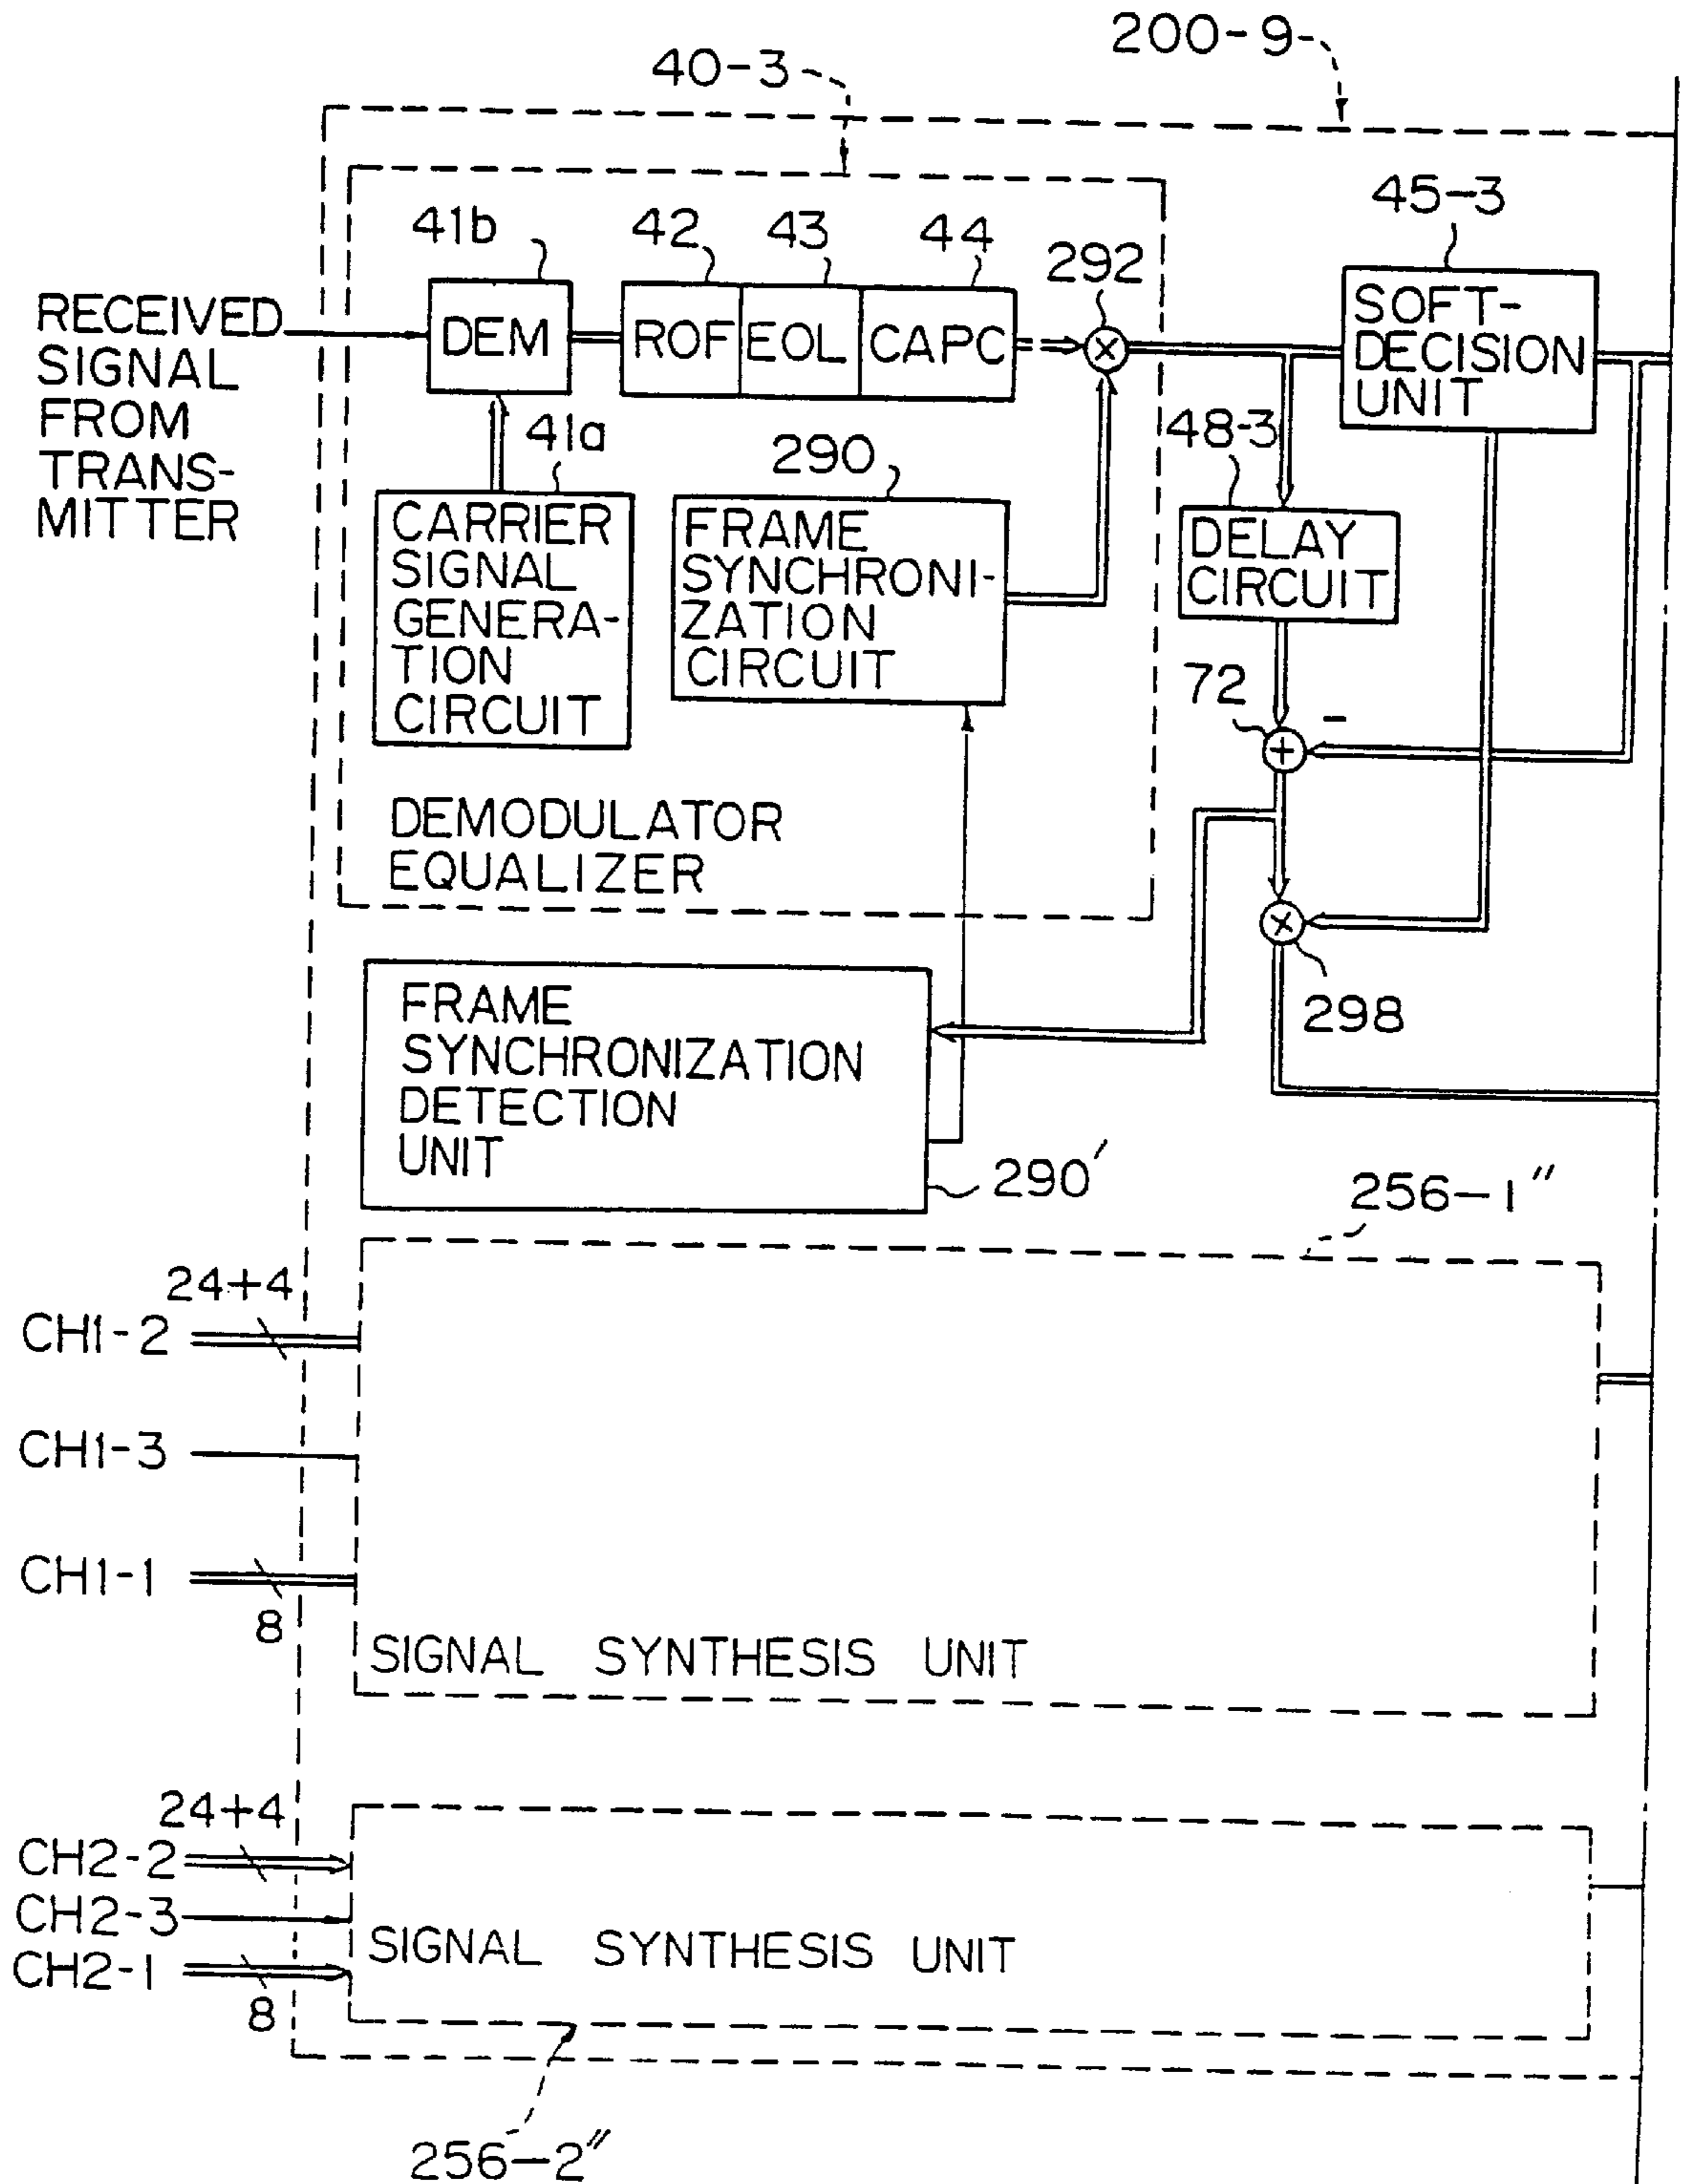 200-9
40-3
45-3
41b
42
43
44
292
RECEIVED
SIGNAL
FROM
TRANS-
MITTER
DEM
ROF
EOL
CAPC
SOFT-
DECISION
UNIT
41a
290
48-3
CARRIER
SIGNAL
GENERA-
TION
CIRCUIT
FRAME
SYNCHRONI-
ZATION
CIRCUIT
DELAY
CIRCUIT
72
-
+
×
×
DEMODULATOR
EQUALIZER
298
FRAME
SYNCHRONIZATION
DETECTION
UNIT
290'
256-1"
24+4
CH1-2
CH1-3
CH1-1
8
SIGNAL SYNTHESIS UNIT
24+4
CH2-2
CH2-3
CH2-1
8
SIGNAL SYNTHESIS UNIT
256-2"